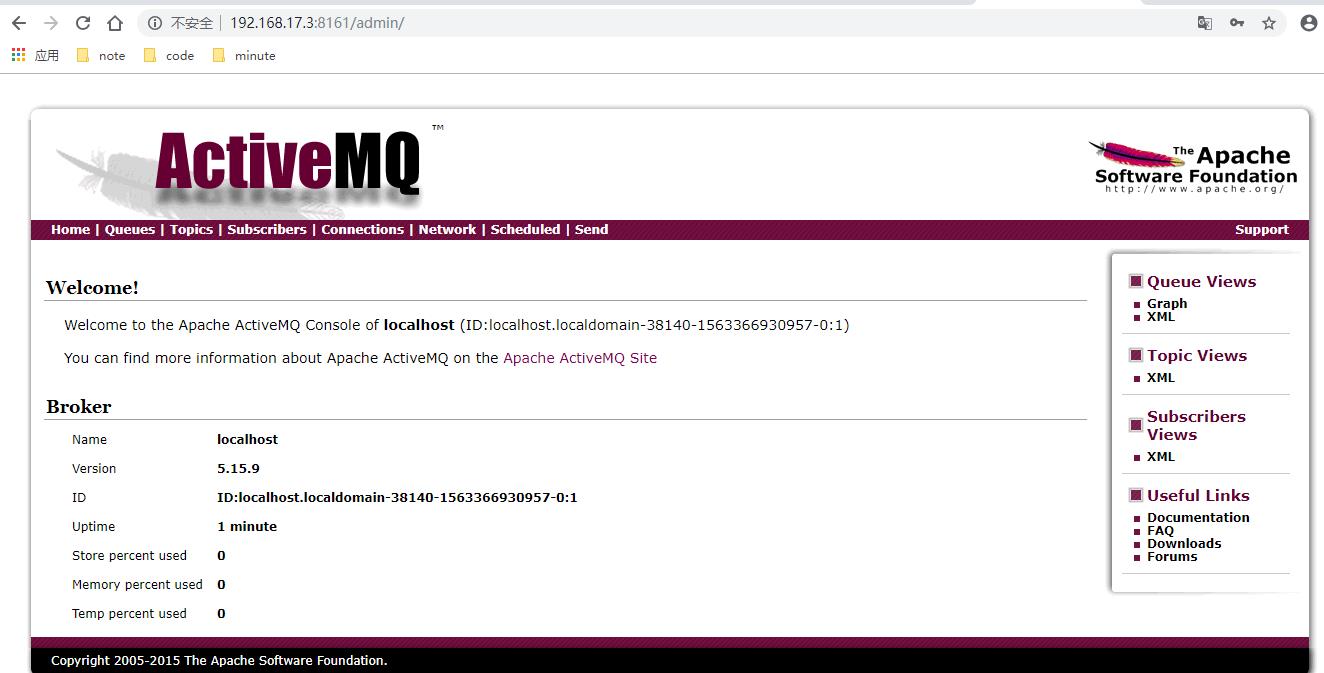 不安全 192.168.17.3:8161/admin/
应用 note code minute
ActiveMQ ™
The Apache
Software Foundation
http://www.apache.org/
Home | Queues | Topics | Subscribers | Connections | Network | Scheduled | Send
Support
Welcome!
Welcome to the Apache ActiveMQ Console of localhost (ID:localhost.localdomain-38140-1563366930957-0:1)
You can find more information about Apache ActiveMQ on the Apache ActiveMQ Site
Broker
Name localhost
Version 5.15.9
ID ID:localhost.localdomain-38140-1563366930957-0:1
Uptime 1 minute
Store percent used 0
Memory percent used 0
Temp percent used 0
Queue Views
Graph
XML
Topic Views
XML
Subscribers
Views
XML
Useful Links
Documentation
FAQ
Downloads
Forums
Copyright 2005-2015 The Apache Software Foundation.